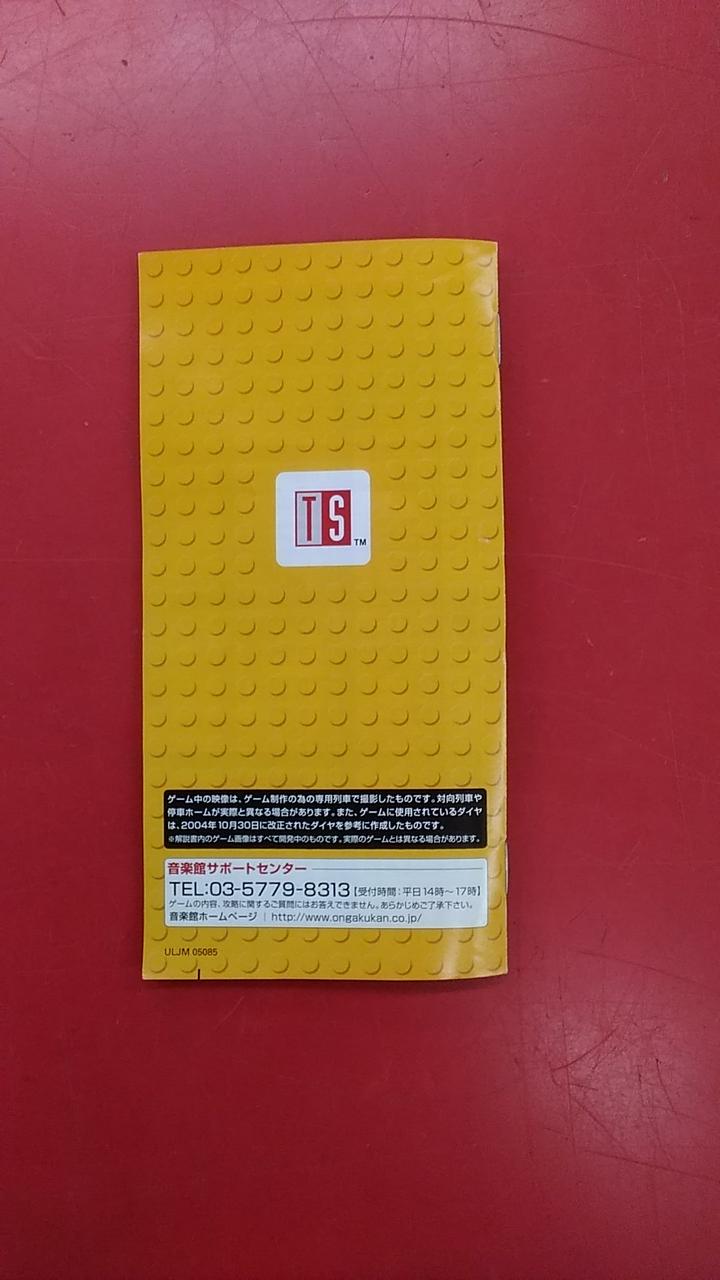 TS
TM
ゲーム中の映像は、ゲーム制作の為の専用列車で撮影したものです。対向列車や
停車ホームが実際と異なる場合があります。また、ゲームに使用されているダイヤ
は、2004年10月30日に改正されたダイヤを参考に作成したものです。
※解説書内のゲーム画像はすべて開発中のものです。実際のゲームとは異なる場合があります。
音楽館サポートセンター
TEL:03-5779-8313【受付時間:平日14時〜17時】
ゲームの内容、攻略に関するご質問にはお答えできません。あらかじめご了承下さい。
音楽館ホームページ | http://www.ongakukan.co.jp/
ULJM 05085